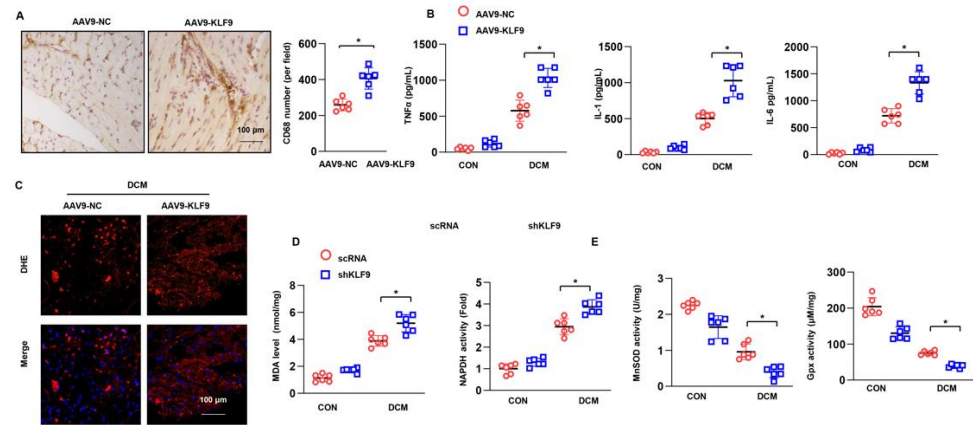 A
AAV9-NC
AAV9-KLF9
100 μm
CD68 number (per field)
800
600
400
200
0
*
AAV9-NC AAV9-KLF9
B
AAV9-NC
AAV9-KLF9
TNFα (pg/mL)
1500
1000
500
0
*
CON
DCM
IL-1 (pg/mL)
1500
1000
500
0
*
CON
DCM
IL-6 pg/mL)
2000
1500
1000
500
0
*
CON
DCM
C
DCM
AAV9-NC
AAV9-KLF9
DHE
Merge
100 μm
scRNA
shKLF9
D
scRNA
shKLF9
MDA level (nmol/mg)
8
6
4
2
0
*
CON
DCM
NAPDH activity (Fold)
5
4
3
2
1
0
*
CON
DCM
E
MnSOD activity (U/mg)
3
2
1
0
*
CON
DCM
Gpx activity (μM/mg)
300
200
100
0
*
CON
DCM